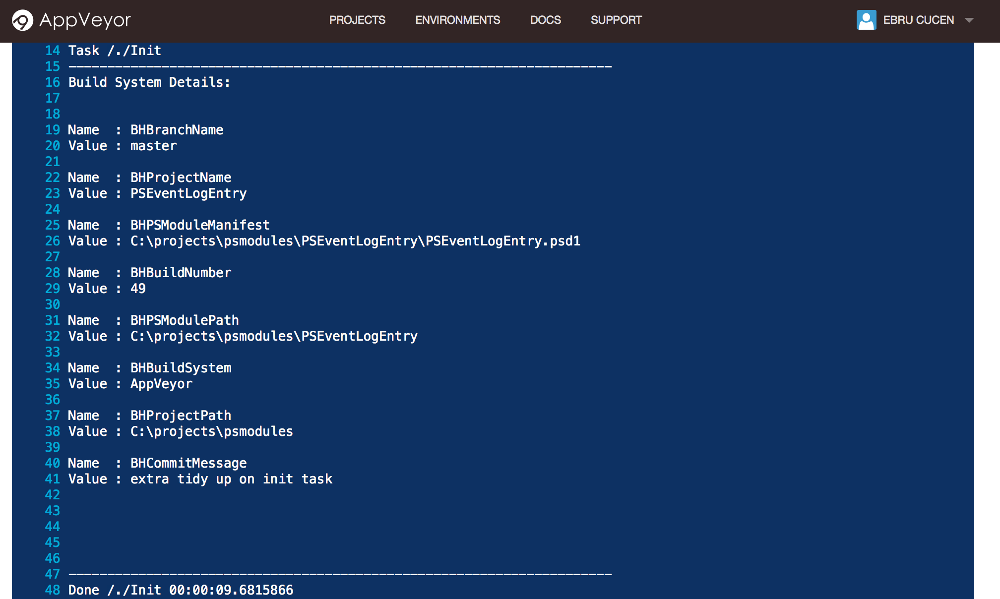 AppVeyor PROJECTS ENVIRONMENTS DOCS SUPPORT EBRU CUCEN
14 Task /./Init
15 ----------------------------------------------------------------------
16 Build System Details:
17
18
19 Name  : BHBranchName
20 Value : master
21
22 Name  : BHProjectName
23 Value : PSEventLogEntry
24
25 Name  : BHPSModuleManifest
26 Value : C:\projects\psmodules\PSEventLogEntry\PSEventLogEntry.psd1
27
28 Name  : BHBuildNumber
29 Value : 49
30
31 Name  : BHPSModulePath
32 Value : C:\projects\psmodules\PSEventLogEntry
33
34 Name  : BHBuildSystem
35 Value : AppVeyor
36
37 Name  : BHProjectPath
38 Value : C:\projects\psmodules
39
40 Name  : BHCommitMessage
41 Value : extra tidy up on init task
42
43
44
45
46
47 ----------------------------------------------------------------------
48 Done /./Init 00:00:09.6815866